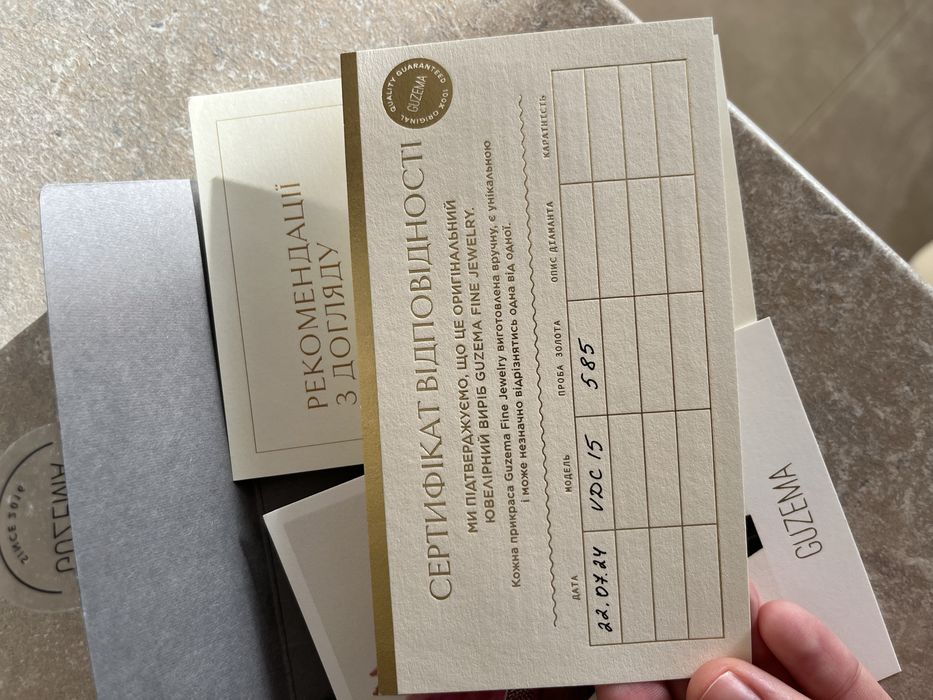 QUALITY GUARANTEED
GUZEMA
100% ORIGINAL
СЕРТИФІКАТ ВІДПОВІДНОСТІ
МИ ПІДТВЕРДЖУЄМО, ЩО ЦЕ ОРИГІНАЛЬНИЙ
ЮВЕЛІРНИЙ ВИРІБ GUZEMA FINE JEWELRY.
Кожна прикраса Guzema Fine Jewelry виготовлена вручну, є унікальною
і може незначно відрізнятись одна від одної.
ДАТА МОДЕЛЬ ПРОБА ЗОЛОТА ОПИС ДІАМАНТА КАРАТНІСТЬ
22.07.24 VDC 15 585
РЕКОМЕНДАЦІЇ
З ДОГЛЯДУ
GUZEMA
SINCE 2016
GUZEMA